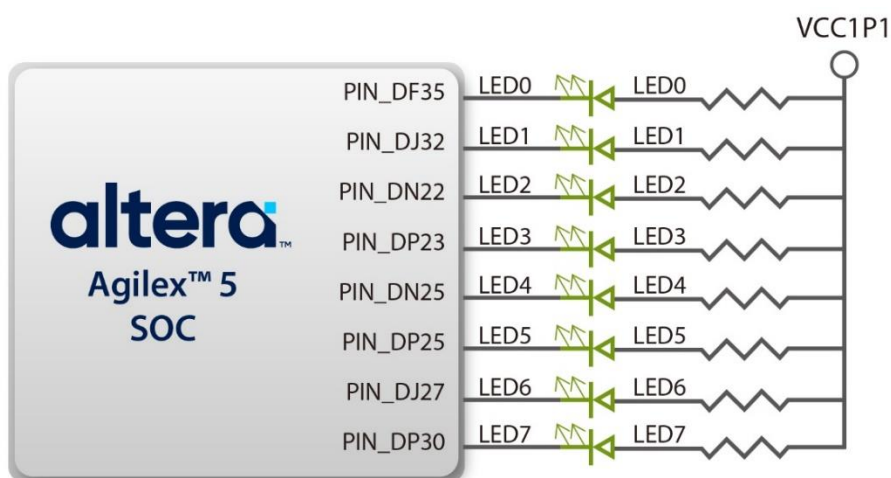 VCC1P1
PIN_DF35 LED0 LED0
PIN_DJ32 LED1 LED1
PIN_DN22 LED2 LED2
altera™
PIN_DP23 LED3 LED3
Agilex™ 5
PIN_DN25 LED4 LED4
SOC
PIN_DP25 LED5 LED5
PIN_DJ27 LED6 LED6
PIN_DP30 LED7 LED7